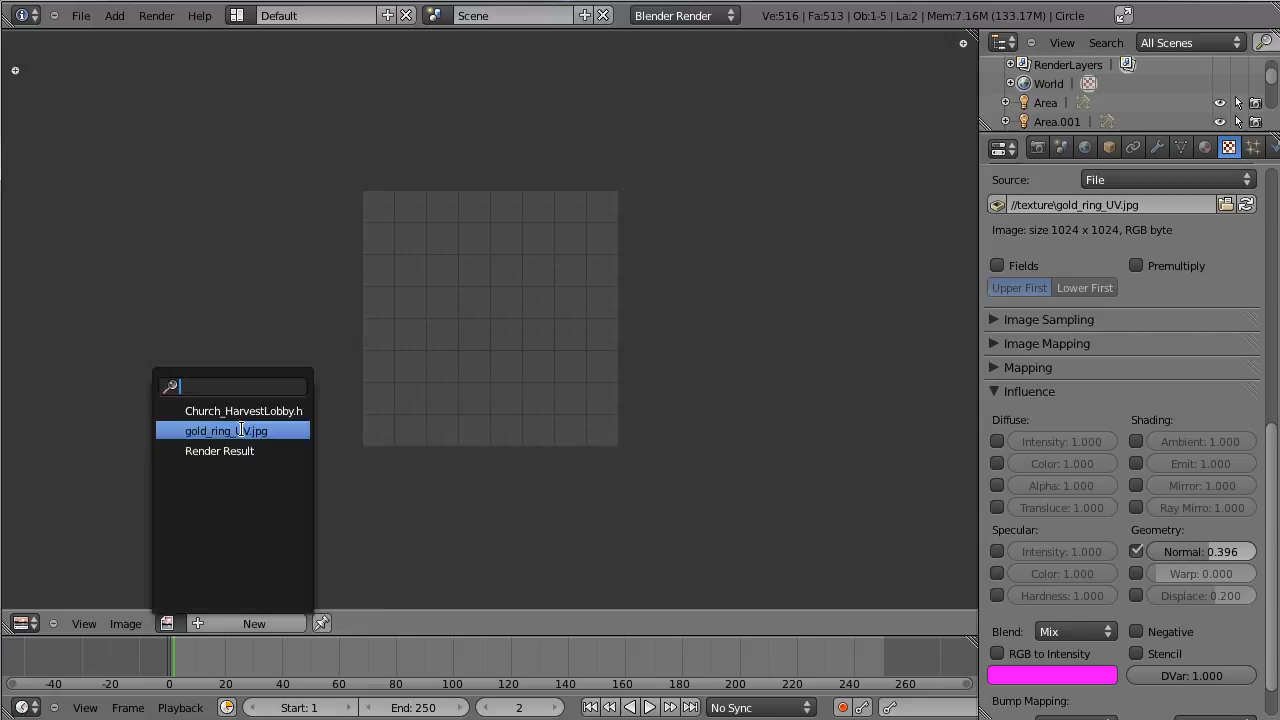 File Add Render Help Default Scene Blender Render Ve:516 | Fa:513 | Ob:1-5 | La:2 | Mem:7.16M (133.17M) | Circle
View Search All Scenes
RenderLayers |
World |
Area |
Area.001 |
Source: File
//texture\gold_ring_UV.jpg
Image: size 1024 x 1024, RGB byte
Fields Premultiply
Upper First Lower First
Image Sampling
Image Mapping
Mapping
Influence
Diffuse: Shading:
Intensity: 1.000 Ambient: 1.000
Color: 1.000 Emit: 1.000
Alpha: 1.000 Mirror: 1.000
Transluce: 1.000 Ray Mirro: 1.000
Specular: Geometry:
Intensity: 1.000 Normal: 0.396
Color: 1.000 Warp: 0.000
Hardness: 1.000 Displace: 0.200
Blend: Mix Negative
RGB to Intensity Stencil
DVar: 1.000
Bump Mapping:
Church_HarvestLobby.h
gold_ring_UV.jpg
Render Result
View Image New
-40 -20 0 20 40 60 80 100 120 140 160 180 200 220 240 260
View Frame Playback Start: 1 End: 250 2 No Sync